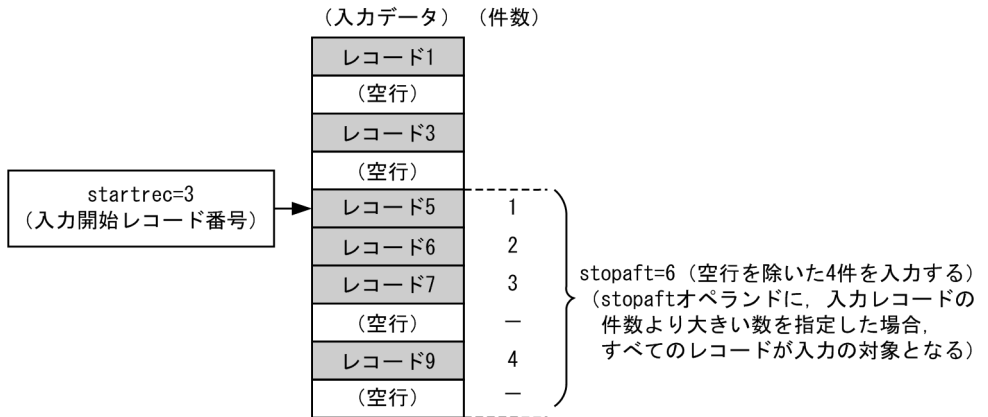 （入力データ）（件数）
レコード1
（空行）
レコード3
（空行）
startrec=3
（入力開始レコード番号）
レコード5 1
レコード6 2
レコード7 3
（空行） －
レコード9 4
（空行） －
stopaft=6（空行を除いた4件を入力する）
（stopaftオペランドに，入力レコードの
件数より大きい数を指定した場合，
すべてのレコードが入力の対象となる）